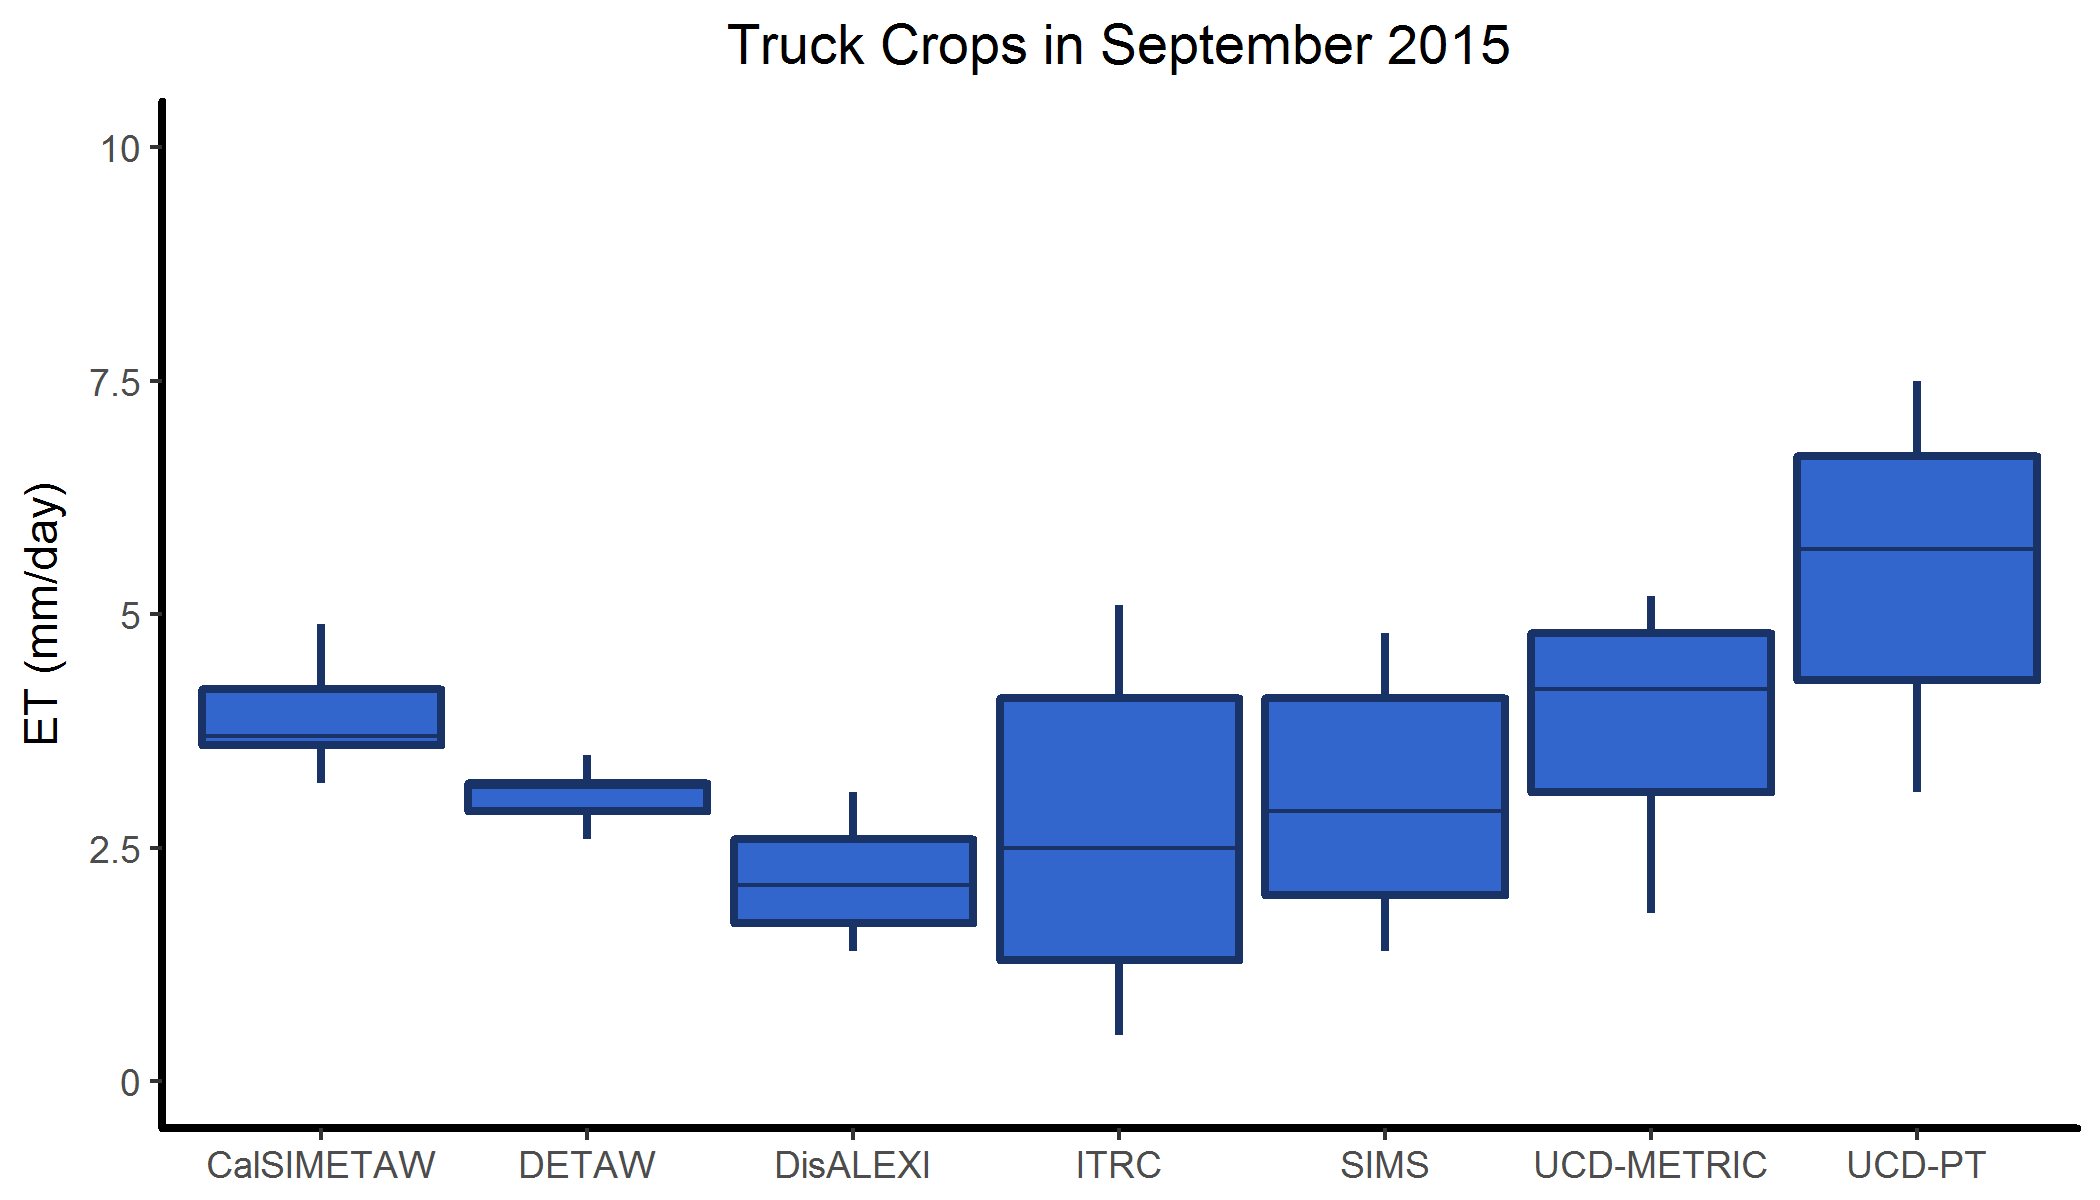 Truck Crops in September 2015
ET (mm/day)
10
7.5
5
2.5
0
CalSIMETAW
DETAW
DisALEXI
ITRC
SIMS
UCD-METRIC
UCD-PT